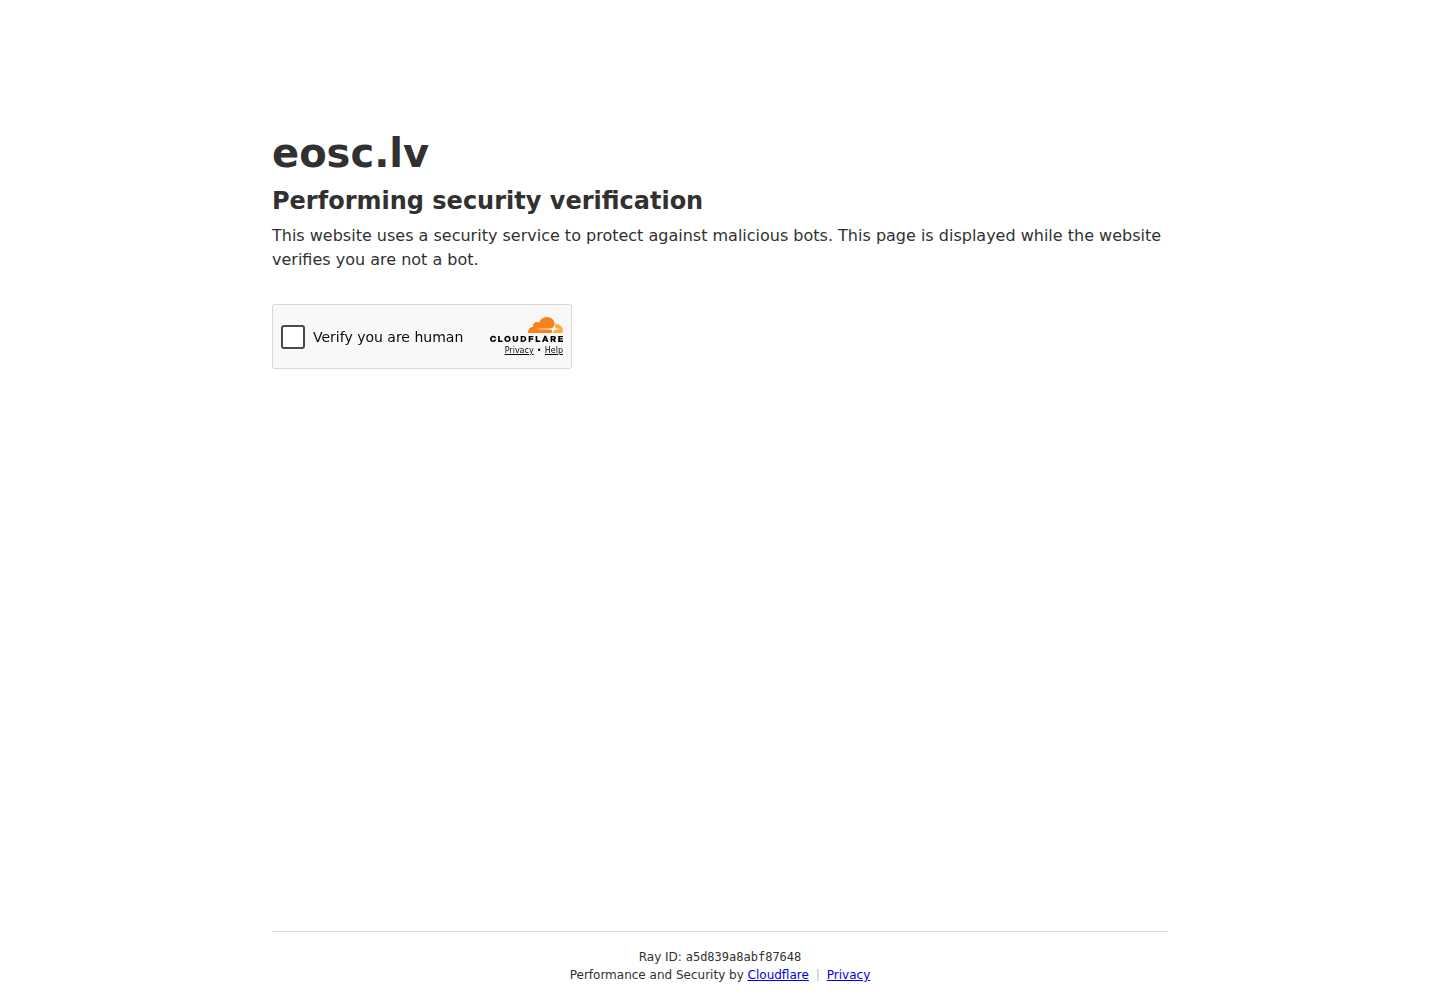 eosc.lv
Performing security verification
This website uses a security service to protect against malicious bots. This page is displayed while the website
verifies you are not a bot.
Verify you are human
CLOUDFLARE
Privacy • Help
Ray ID: a5d839a8abf87648
Performance and Security by Cloudflare | Privacy